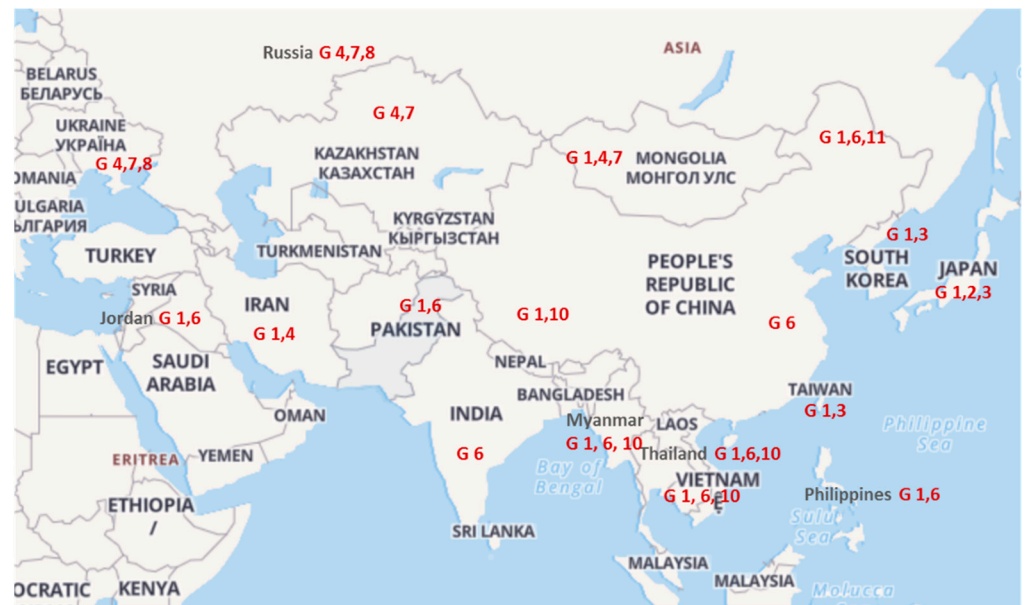 ASIA
Russia G 4,7,8
BELARUS
БЕЛАРУСЬ
G 4,7
UKRAINE
УКРАЇНА
G 4,7,8
G 1,6,11
KAZAKHSTAN
КАЗАХСТАН
G 1,4,7
MONGOLIA
МОНГОЛ УЛС
OMANIA
ULGARIA
ЪЛГАРИЯ
KYRGYZSTAN
КЫРГЫЗСТАН
G 1,3
TURKEY
TURKMENISTAN
PEOPLE'S
REPUBLIC
OF CHINA
SOUTH
KOREA
JAPAN
G 1,2,3
SYRIA
Jordan G 1,6
IRAN
G 1,4
G 1,6
PAKISTAN
G 1,10
G 6
EGYPT
SAUDI
ARABIA
NEPAL
BANGLADESH
TAIWAN
G 1,3
OMAN
INDIA
G 6
Myanmar
G 1, 6, 10
LAOS
Thailand G 1,6,10
Philippine
Sea
ERITREA
YEMEN
Bay of
Bengal
VIETNAM
G 1, 6, 10
Philippines G 1,6
ETHIOPIA
/
SRI LANKA
Sulu
Sea
MALAYSIA
MALAYSIA
OCRATIC
KENYA
Molucca